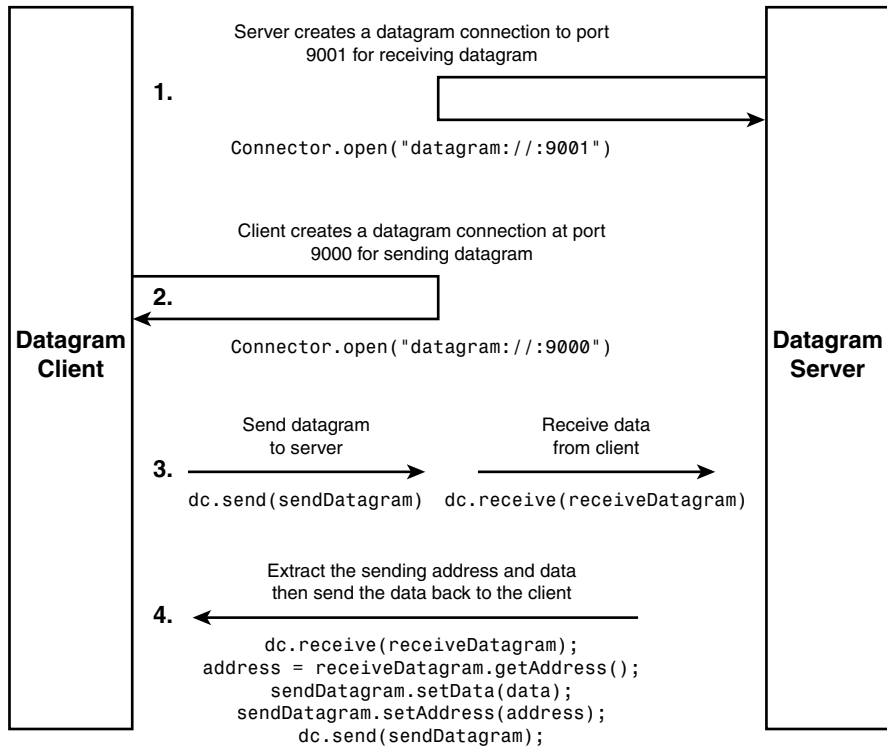 Server creates a datagram connection to port
9001 for receiving datagram
1.
Connector.open("datagram://:9001")
Client creates a datagram connection at port
9000 for sending datagram
2.
Connector.open("datagram://:9000")
Datagram
Client
Datagram
Server
Send datagram
to server
Receive data
from client
3.
dc.send(sendDatagram)
dc.receive(receiveDatagram)
Extract the sending address and data
then send the data back to the client
4.
dc.receive(receiveDatagram);
address = receiveDatagram.getAddress();
sendDatagram.setData(data);
sendDatagram.setAddress(address);
dc.send(sendDatagram);